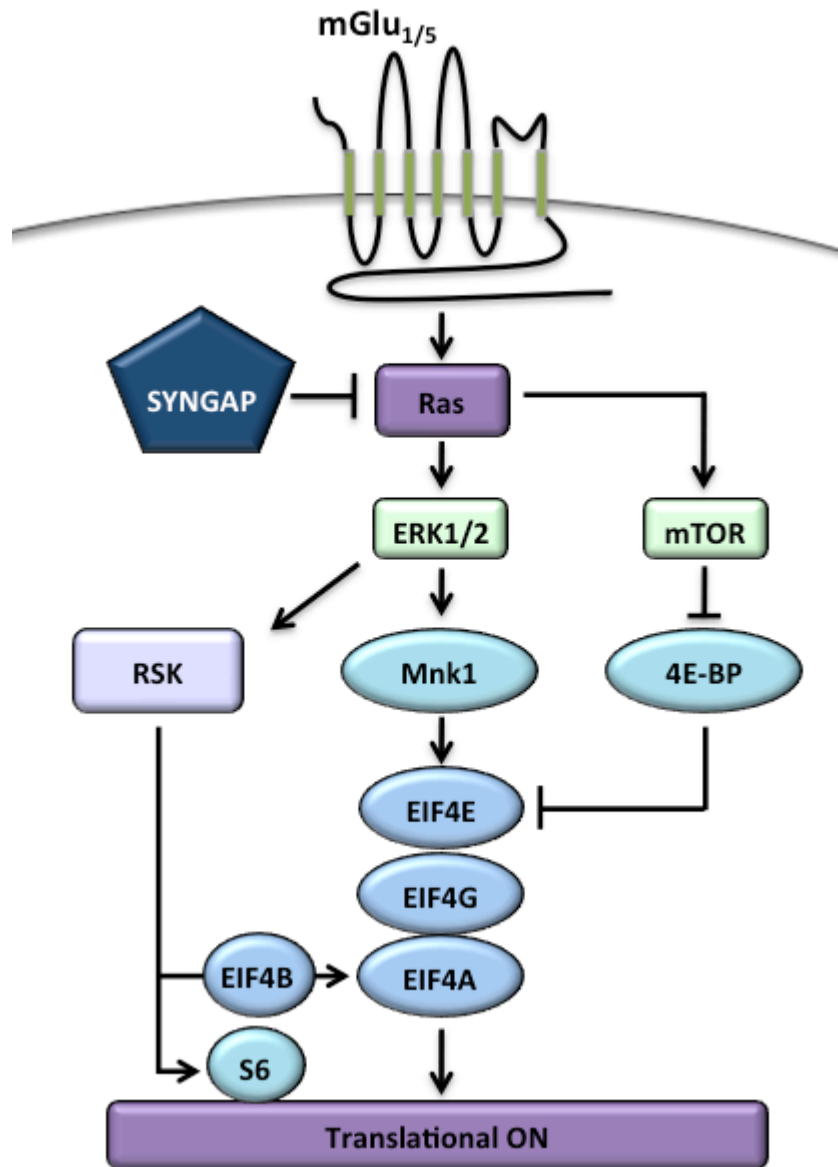 mGlu1/5
SYNGAP
Ras
ERK1/2
mTOR
RSK
Mnk1
4E-BP
EIF4E
EIF4G
EIF4B
EIF4A
S6
Translational ON